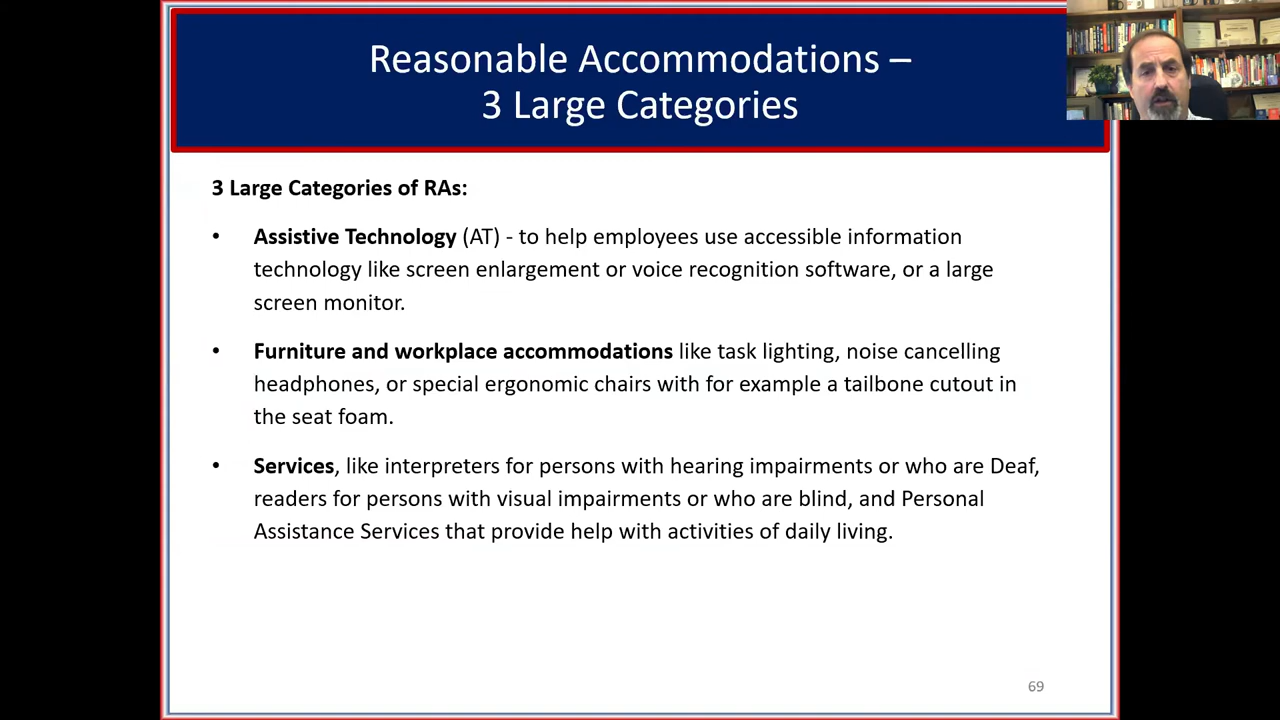 Reasonable Accommodations –
3 Large Categories
3 Large Categories of RAs:
• Assistive Technology (AT) - to help employees use accessible information
technology like screen enlargement or voice recognition software, or a large
screen monitor.
• Furniture and workplace accommodations like task lighting, noise cancelling
headphones, or special ergonomic chairs with for example a tailbone cutout in
the seat foam.
• Services, like interpreters for persons with hearing impairments or who are Deaf,
readers for persons with visual impairments or who are blind, and Personal
Assistance Services that provide help with activities of daily living.
69